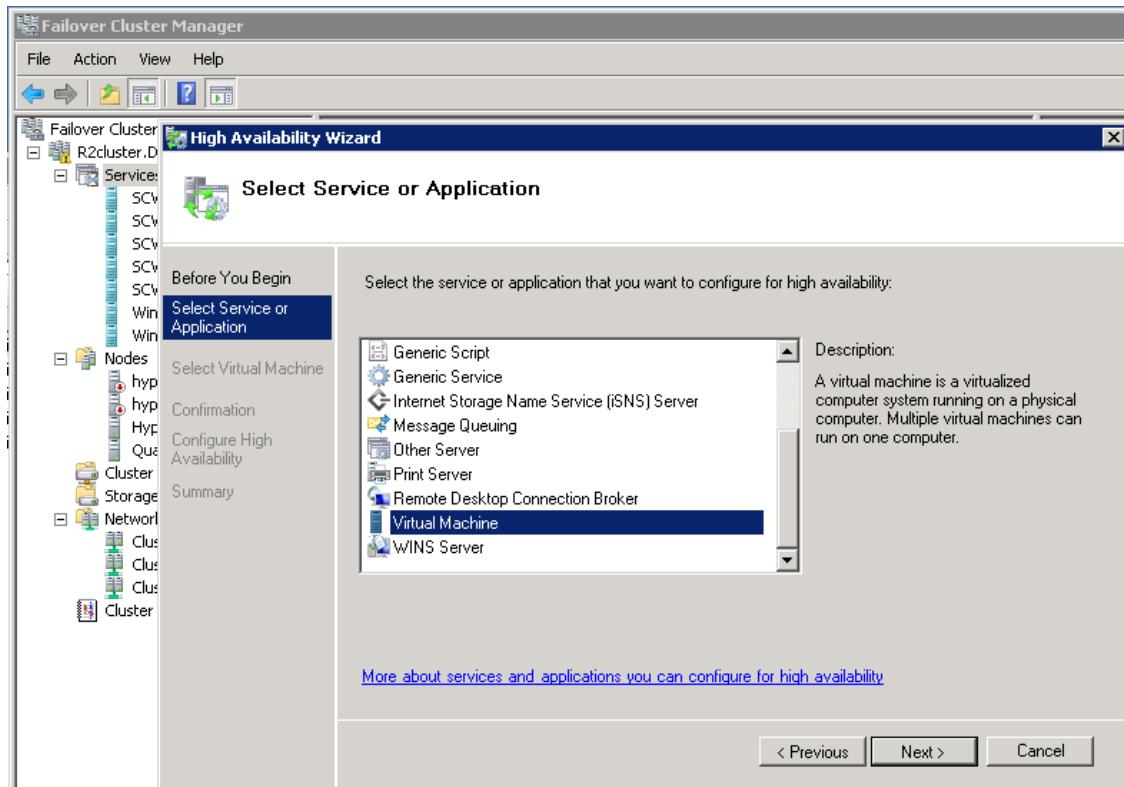 Failover Cluster Manager
File Action View Help
Failover Cluster
R2cluster.D
Services
SCV
SCV
SCV
SCV
SCV
Win
Win
Nodes
hyp
hyp
Hyp
Qua
Cluster
Storage
Network
Clus
Clus
Clus
Cluster
High Availability Wizard
Select Service or Application
Before You Begin
Select Service or
Application
Select Virtual Machine
Confirmation
Configure High
Availability
Summary
Select the service or application that you want to configure for high availability:
Generic Script
Generic Service
Internet Storage Name Service (iSNS) Server
Message Queuing
Other Server
Print Server
Remote Desktop Connection Broker
Virtual Machine
WINS Server
Description:
A virtual machine is a virtualized
computer system running on a physical
computer. Multiple virtual machines can
run on one computer.
More about services and applications you can configure for high availability
< Previous
Next >
Cancel